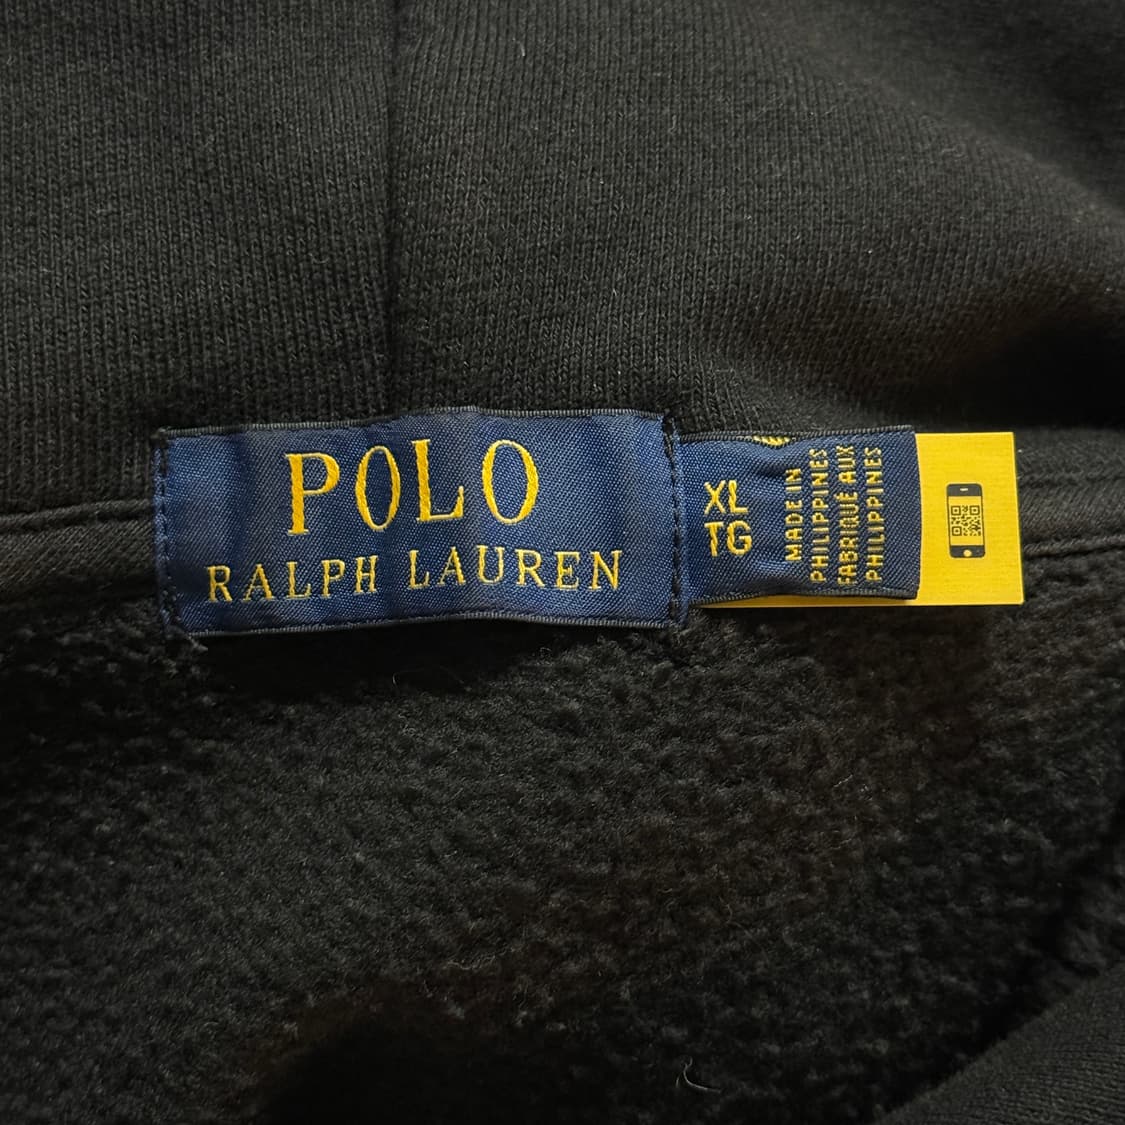 POLO
RALPH LAUREN
XL
TG
MADE IN
PHILIPPINES
FABRIQUÉ AUX
PHILIPPINES